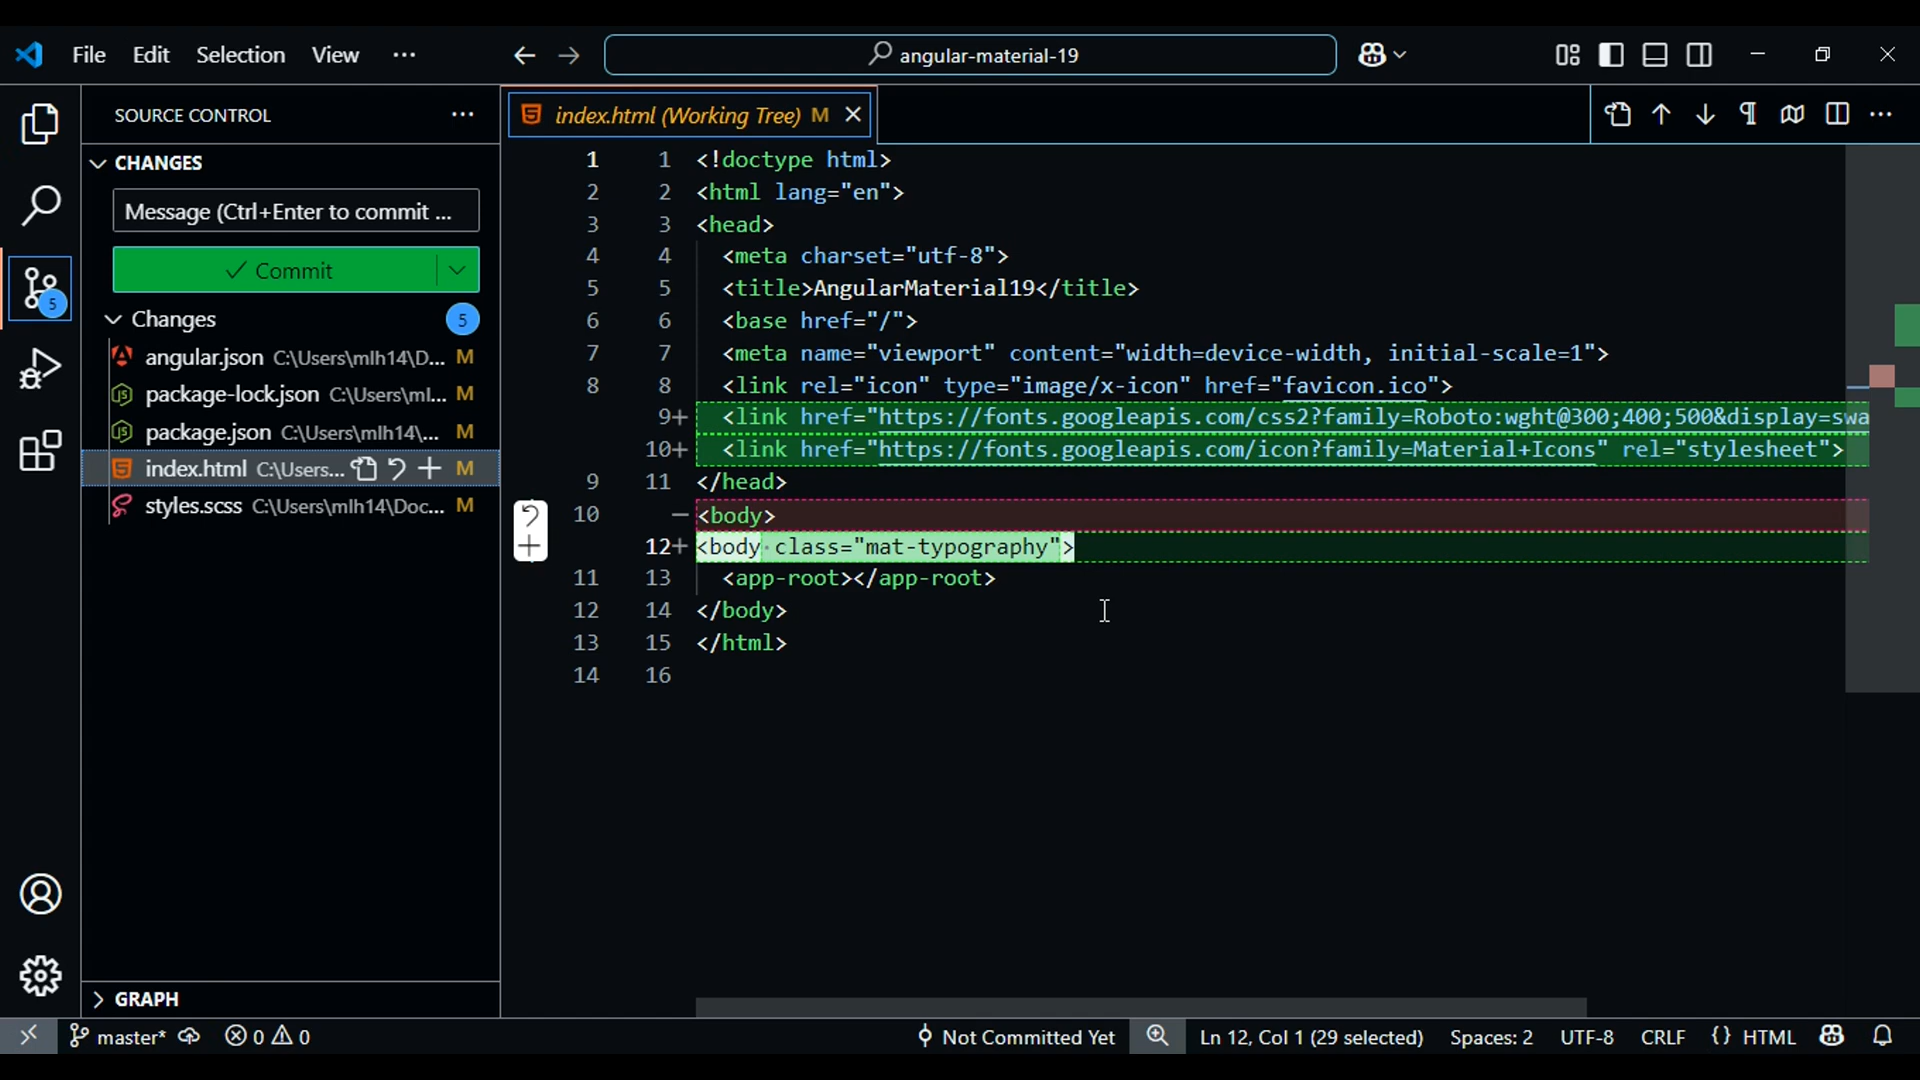 File Edit Selection View ··· angular-material-19
SOURCE CONTROL ···
CHANGES
Message (Ctrl+Enter to commit ...
Commit
Changes 5
5
angular.json C:\Users\mlh14\D... M
package-lock.json C:\Users\ml... M
package.json C:\Users\mlh14\... M
index.html C:\Users... M
styles.scss C:\Users\mlh14\Doc... M
GRAPH
index.html (Working Tree) M
1 1 <!doctype html>
2 2 <html lang="en">
3 3 <head>
4 4 <meta charset="utf-8">
5 5 <title>AngularMaterial19</title>
6 6 <base href="/">
7 7 <meta name="viewport" content="width=device-width, initial-scale=1">
8 8 <link rel="icon" type="image/x-icon" href="favicon.ico">
9+ <link href="https://fonts.googleapis.com/css2?family=Roboto:wght@300;400;500&display=swa
10+ <link href="https://fonts.googleapis.com/icon?family=Material+Icons" rel="stylesheet">
9 11 </head>
10 − <body>
12+ <body·class="mat-typography">
11 13 <app-root></app-root>
12 14 </body>
13 15 </html>
14 16
master* 0 0 Not Committed Yet Ln 12, Col 1 (29 selected) Spaces: 2 UTF-8 CRLF {} HTML